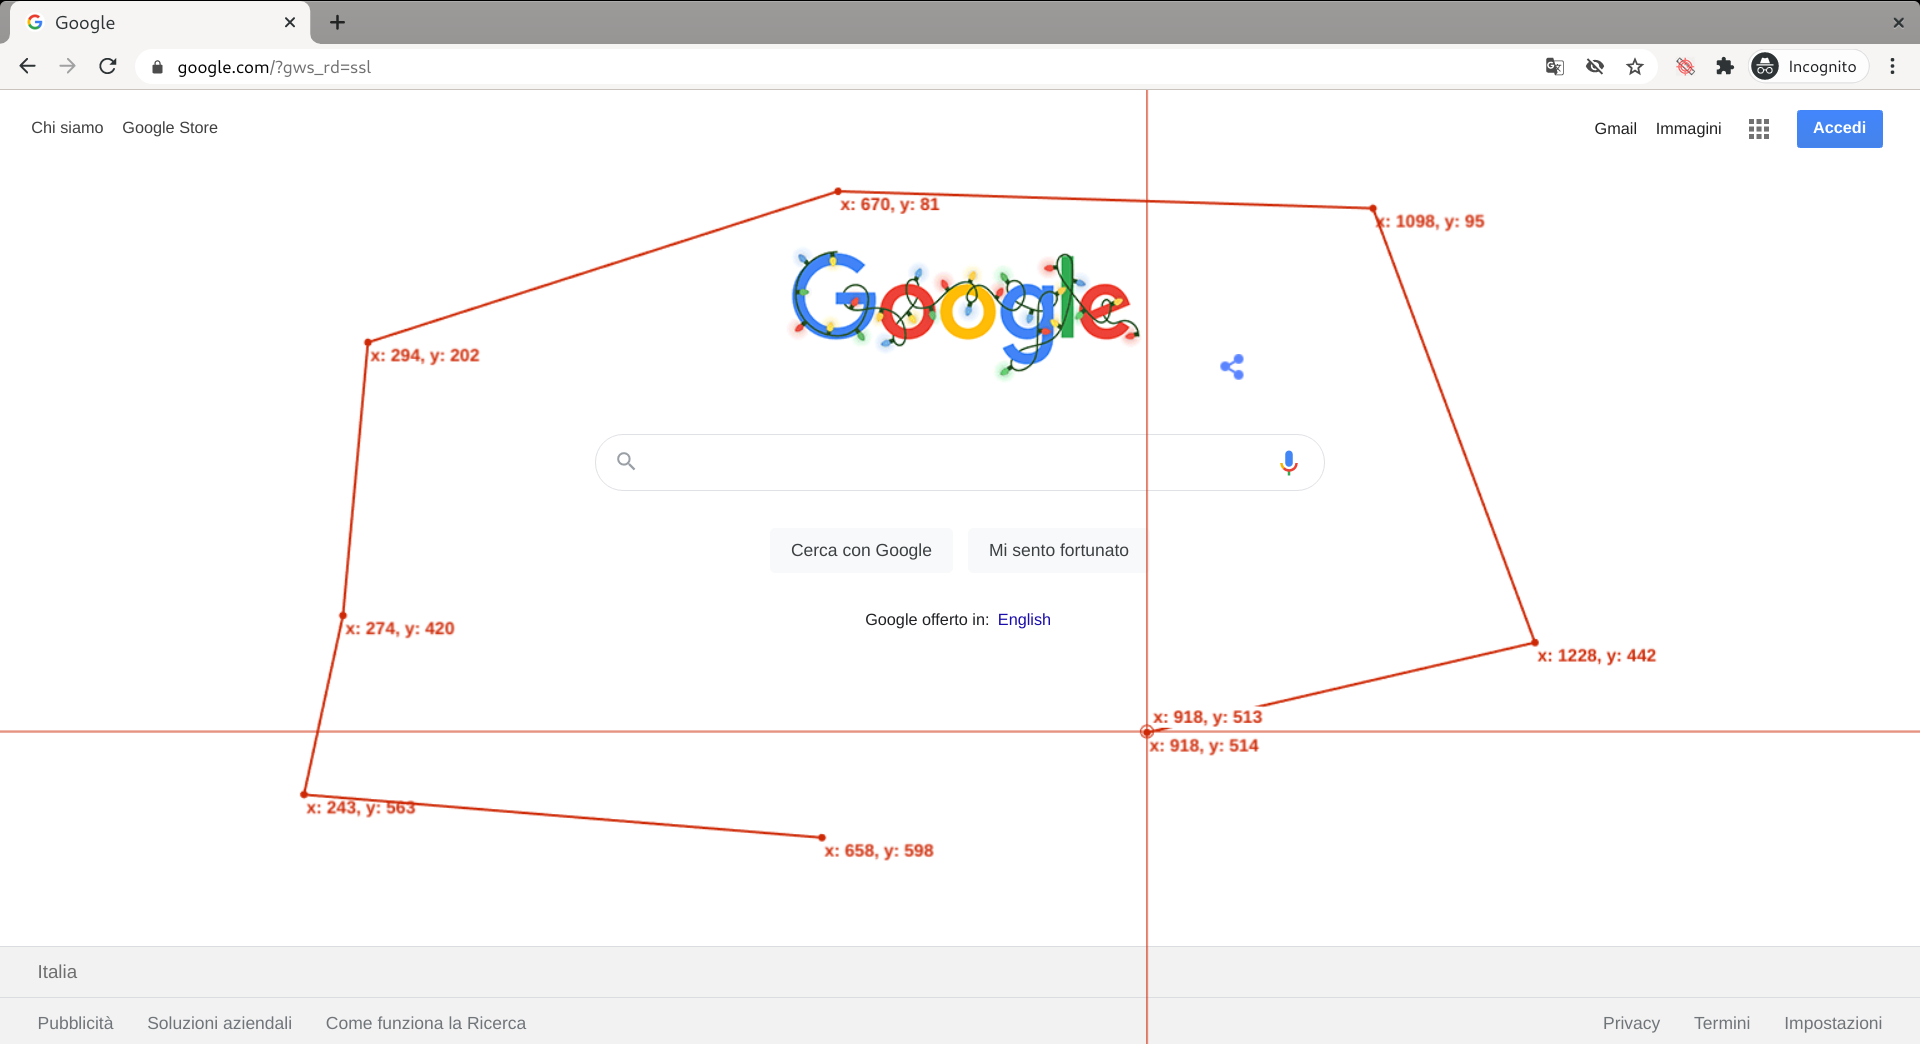 Google
google.com/?gws_rd=ssl
Incognito
Chi siamo Google Store
Gmail Immagini Accedi
x: 670, y: 81
x: 1098, y: 95
Google
x: 294, y: 202
Cerca con Google Mi sento fortunato
Google offerto in: English
x: 274, y: 420
x: 1228, y: 442
x: 918, y: 513
x: 918, y: 514
x: 243, y: 563
x: 658, y: 598
Italia
Pubblicità Soluzioni aziendali Come funziona la Ricerca Privacy Termini Impostazioni